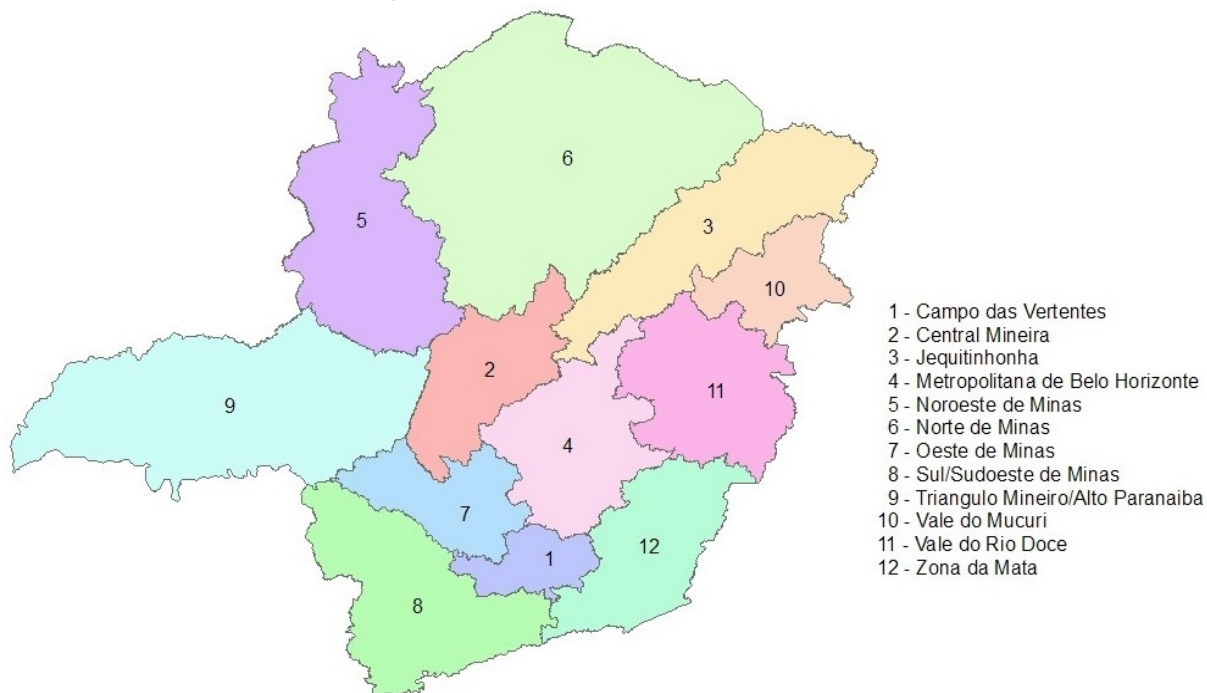 6
3
5
10
2
11
9
4
7
12
1
8
1 - Campo das Vertentes
2 - Central Mineira
3 - Jequitinhonha
4 - Metropolitana de Belo Horizonte
5 - Noroeste de Minas
6 - Norte de Minas
7 - Oeste de Minas
8 - Sul/Sudoeste de Minas
9 - Triangulo Mineiro/Alto Paranaiba
10 - Vale do Mucuri
11 - Vale do Rio Doce
12 - Zona da Mata